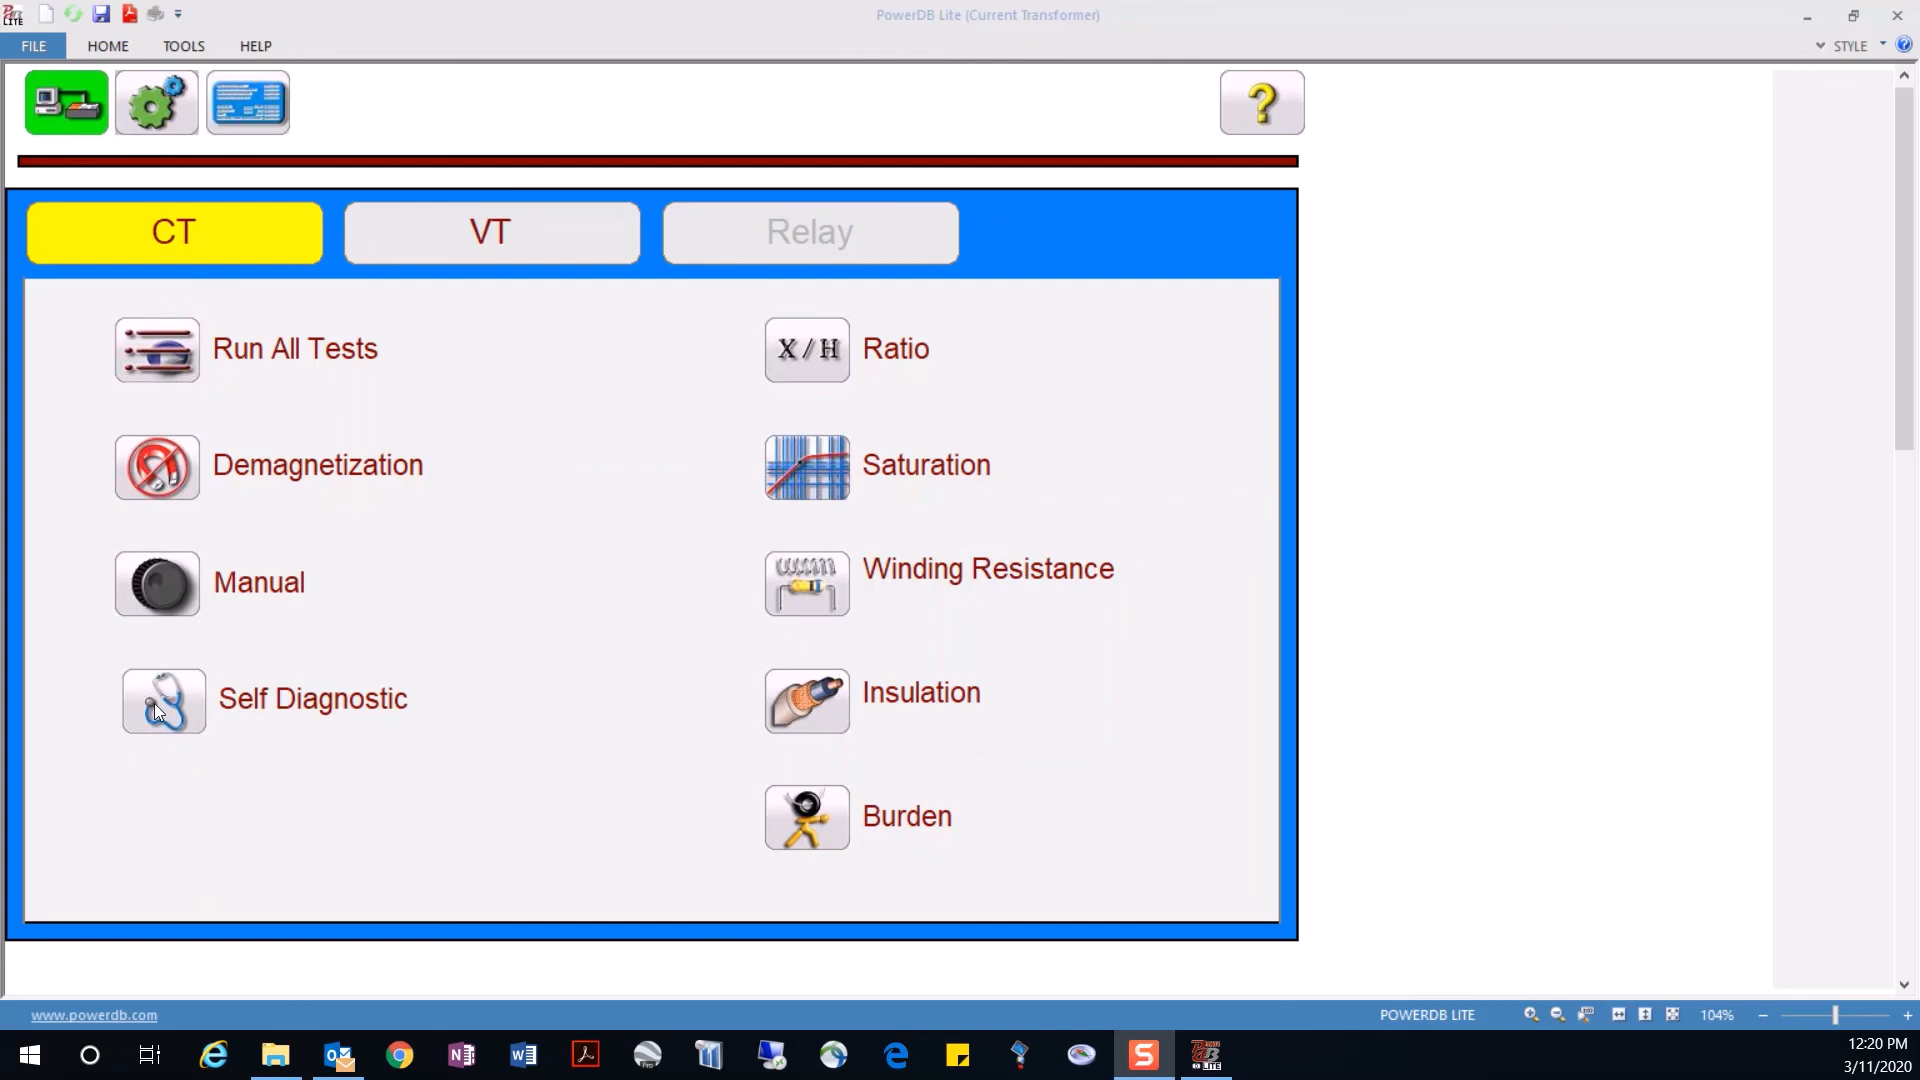 LITE
PowerDB Lite (Current Transformer)
FILE HOME TOOLS HELP
STYLE
?
CT VT Relay
Run All Tests
X / H Ratio
Demagnetization
Saturation
Manual
Winding Resistance
Self Diagnostic
Insulation
Burden
www.powerdb.com
POWERDB LITE
104%
12:20 PM
3/11/2020